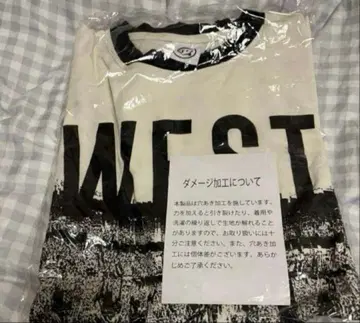 WEST
ダメージ加工について
本製品は穴あき加工を施しています。
力を加えると引き裂けたり、着用や
洗濯の繰り返しで生地が解れること
がありますので、お取り扱いには十
分ご注意ください。また、穴あき加
工には個体差がございます。あらか
じめご了承ください。